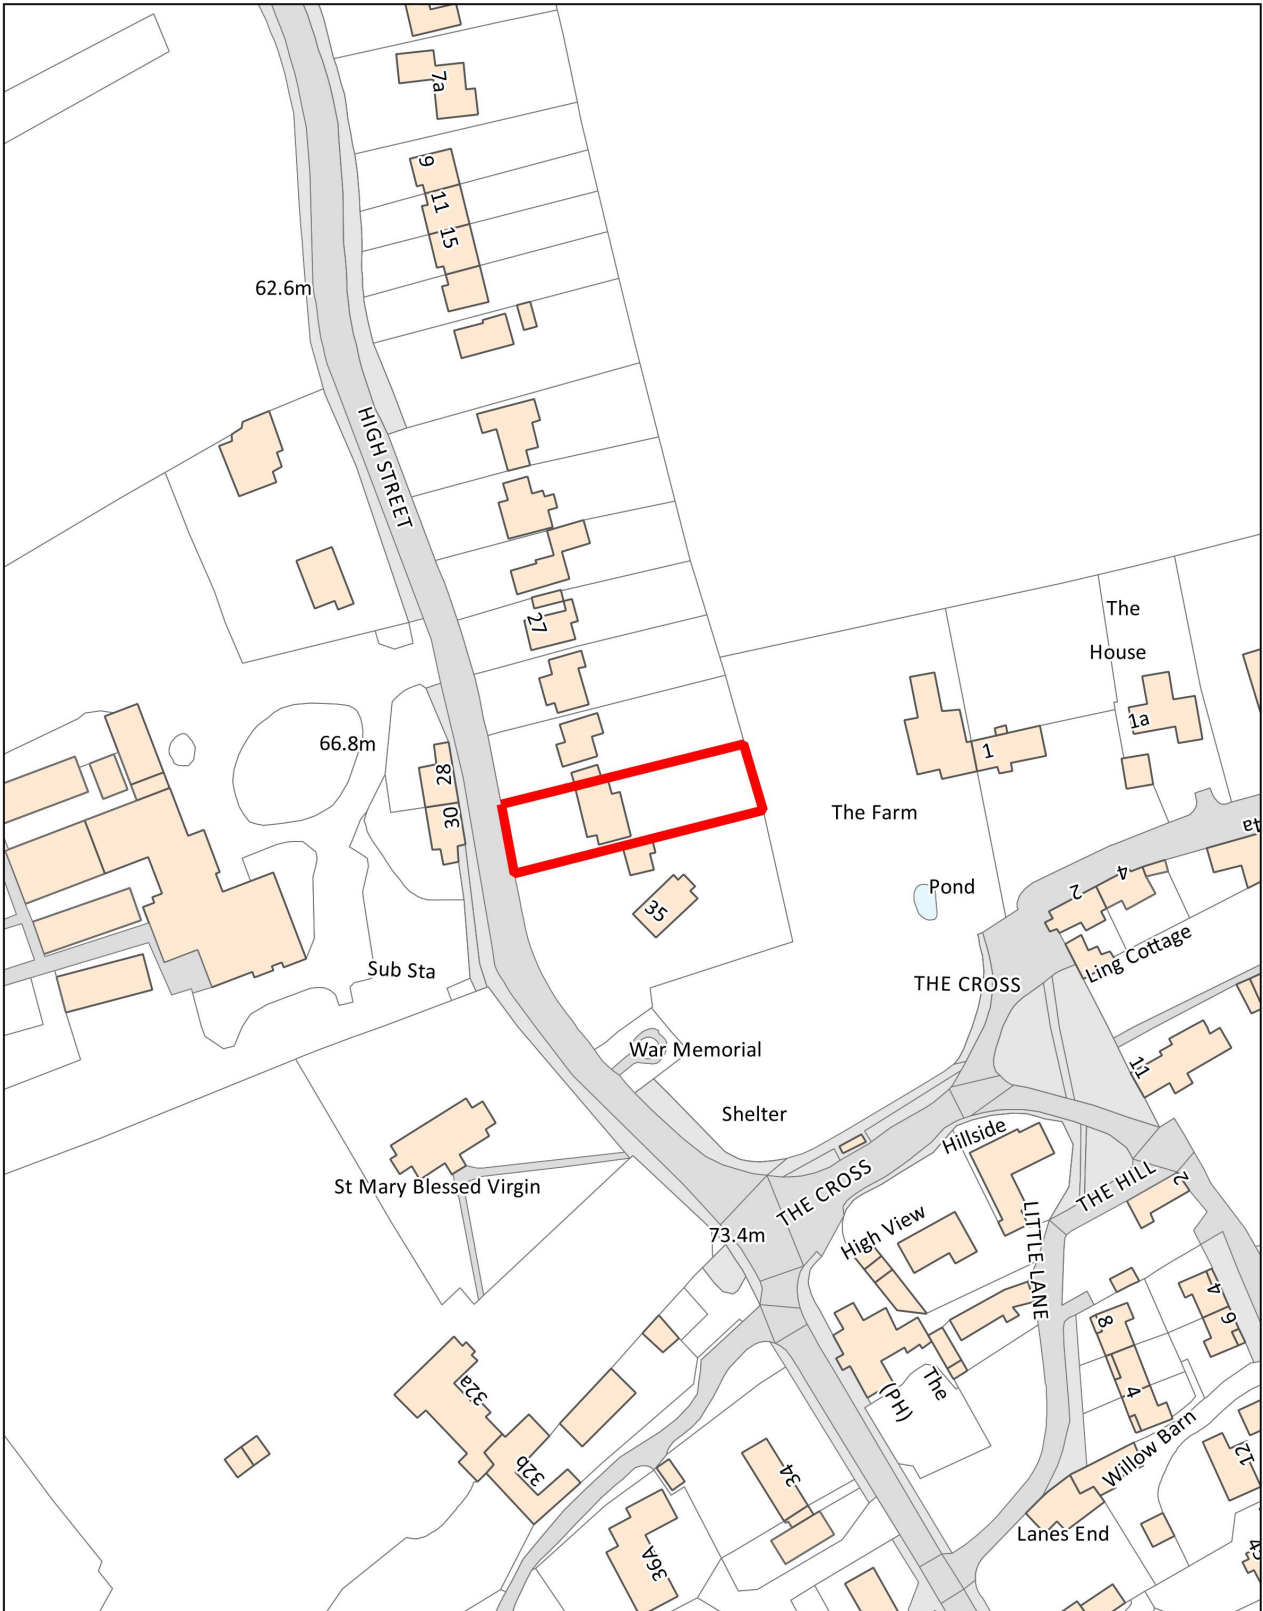 7a
9
11
15
62.6m
HIGH STREET
27
The
House
1a
1
66.8m
28
30
The Farm
4a
2
4
Pond
35
Ling Cottage
Sub Sta
THE CROSS
War Memorial
11
Shelter
Hillside
St Mary Blessed Virgin
THE CROSS
THE HILL
2
High View
LITTLE LANE
73.4m
4
6
8
32a
The
(PH)
4
Willow Barn
12
32b
34
Lanes End
36A